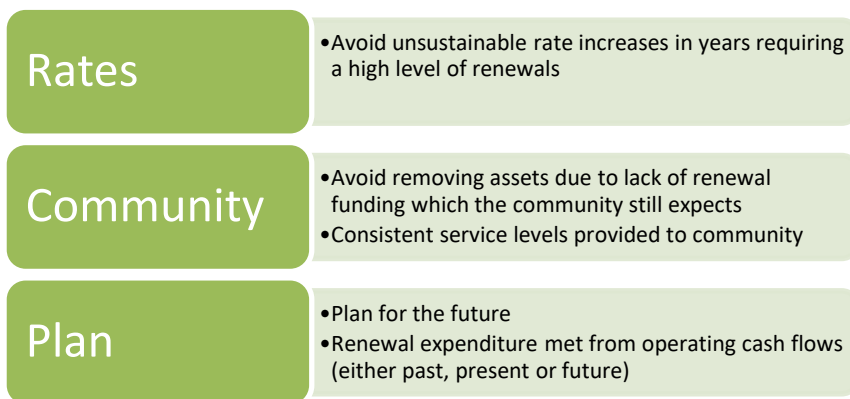 Rates
•Avoid unsustainable rate increases in years requiring
a high level of renewals
Community
•Avoid removing assets due to lack of renewal
funding which the community still expects
•Consistent service levels provided to community
Plan
•Plan for the future
•Renewal expenditure met from operating cash flows
(either past, present or future)